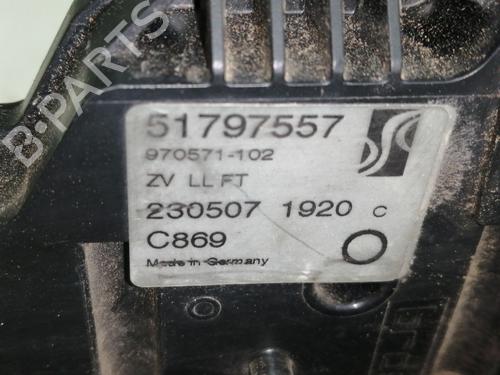 B-PARTS
51797557
970571-102
ZV LL FT
230507 1920 C
C869
Made in Germany